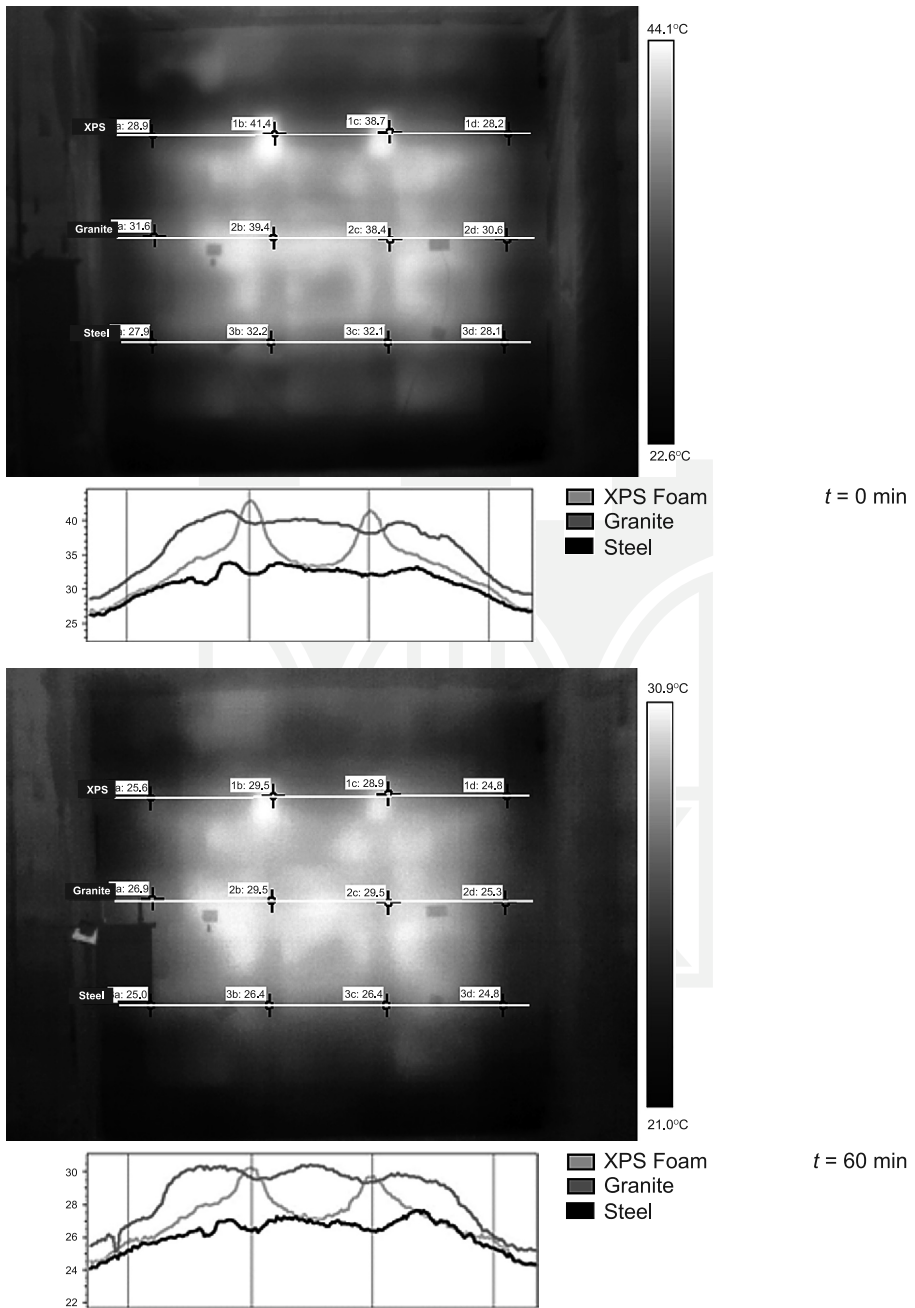 44.1°C
1b: 41.4
1c: 38.7
1d: 28.2
XPS
a: 28.9
Granite
a: 31.6
2b: 39.4
2c: 38.4
2d: 30.6
Steel
: 27.9
3b: 32.2
3c: 32.1
3d: 28.1
22.6°C
40
35
30
25
XPS Foam
Granite
Steel
t = 0 min
30.9°C
XPS
a: 25.6
1b: 29.5
1c: 28.9
1d: 24.8
Granite
a: 26.9
2b: 29.5
2c: 29.5
2d: 25.3
Steel
a: 25.0
3b: 26.4
3c: 26.4
3d: 24.8
21.0°C
30
28
26
24
22
XPS Foam
Granite
Steel
t = 60 min